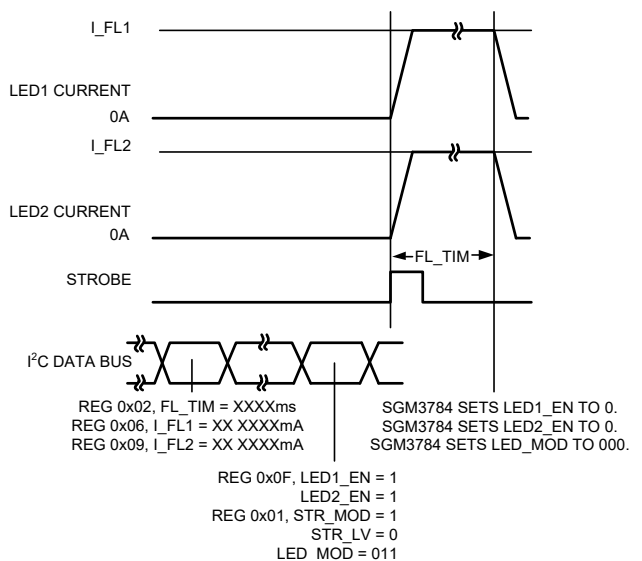 I_FL1
LED1 CURRENT
0A
I_FL2
LED2 CURRENT
0A
FL_TIM
STROBE
I²C DATA BUS
REG 0x02, FL_TIM = XXXXms
REG 0x06, I_FL1 = XX XXXXmA
REG 0x09, I_FL2 = XX XXXXmA
SGM3784 SETS LED1_EN TO 0.
SGM3784 SETS LED2_EN TO 0.
SGM3784 SETS LED_MOD TO 000.
REG 0x0F, LED1_EN = 1
LED2_EN = 1
REG 0x01, STR_MOD = 1
STR_LV = 0
LED_MOD = 011